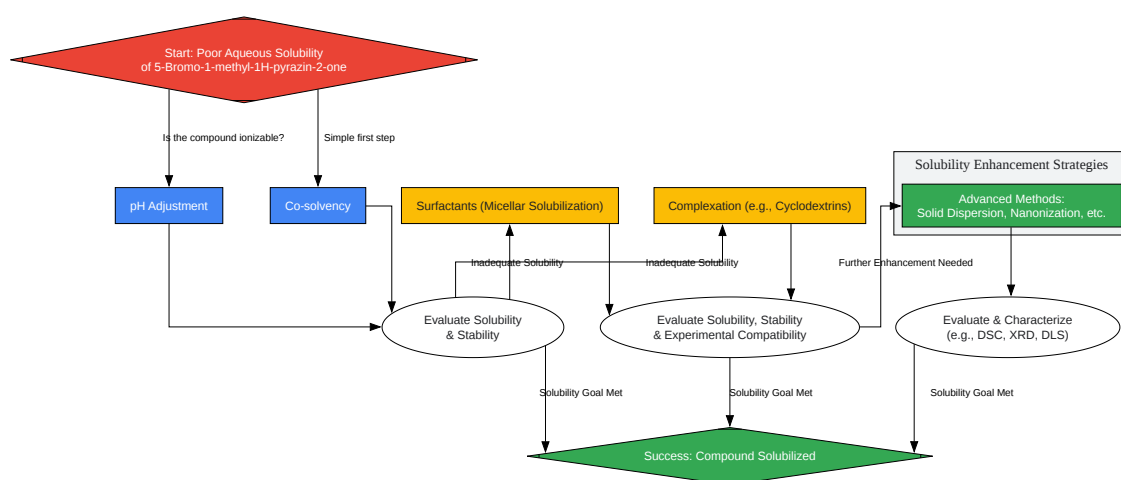 Start: Poor Aqueous Solubility
of 5-Bromo-1-methyl-1H-pyrazin-2-one
Is the compound ionizable?
Simple first step
Solubility Enhancement Strategies
pH Adjustment
Co-solvency
Surfactants (Micellar Solubilization)
Complexation (e.g., Cyclodextrins)
Advanced Methods:
Solid Dispersion, Nanonization, etc.
Inadequate Solubility
Inadequate Solubility
Further Enhancement Needed
Evaluate Solubility
& Stability
Evaluate Solubility, Stability
& Experimental Compatibility
Evaluate & Characterize
(e.g., DSC, XRD, DLS)
Solubility Goal Met
Solubility Goal Met
Solubility Goal Met
Success: Compound Solubilized